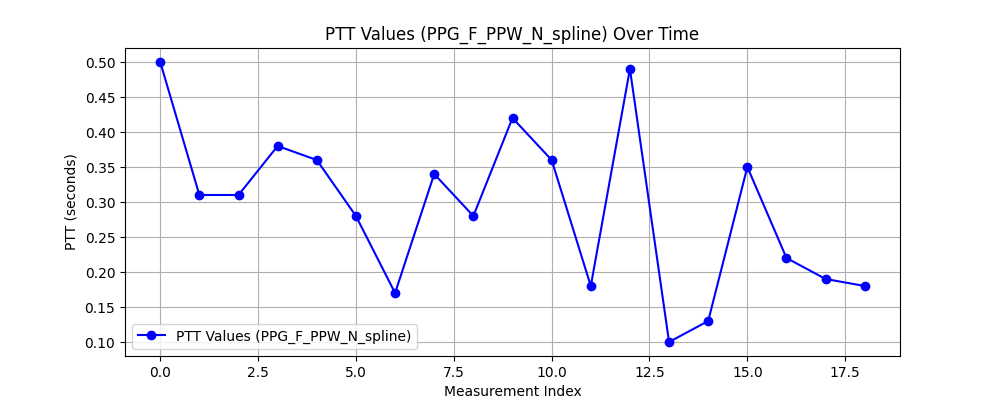 PTT Values (PPG_F_PPW_N_spline) Over Time
PTT (seconds)
0.50
0.45
0.40
0.35
0.30
0.25
0.20
0.15
0.10
PTT Values (PPG_F_PPW_N_spline)
0.0 2.5 5.0 7.5 10.0 12.5 15.0 17.5
Measurement Index